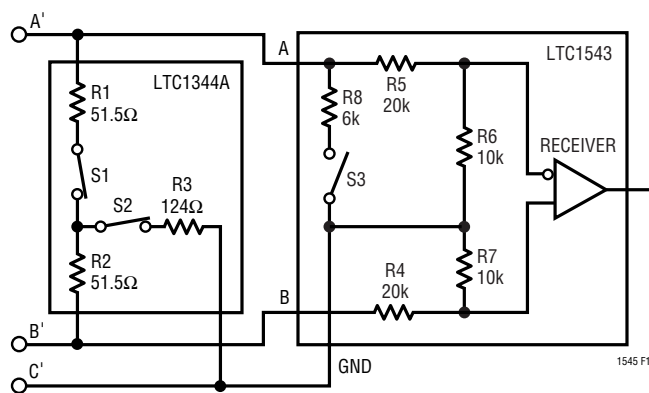 A'
A
LTC1543
LTC1344A
R1
51.5Ω
R8
6k
R5
20k
R6
10k
RECEIVER
S1
S3
S2
R3
124Ω
R2
51.5Ω
R4
20k
R7
10k
B
B'
C'
GND
1545 F1